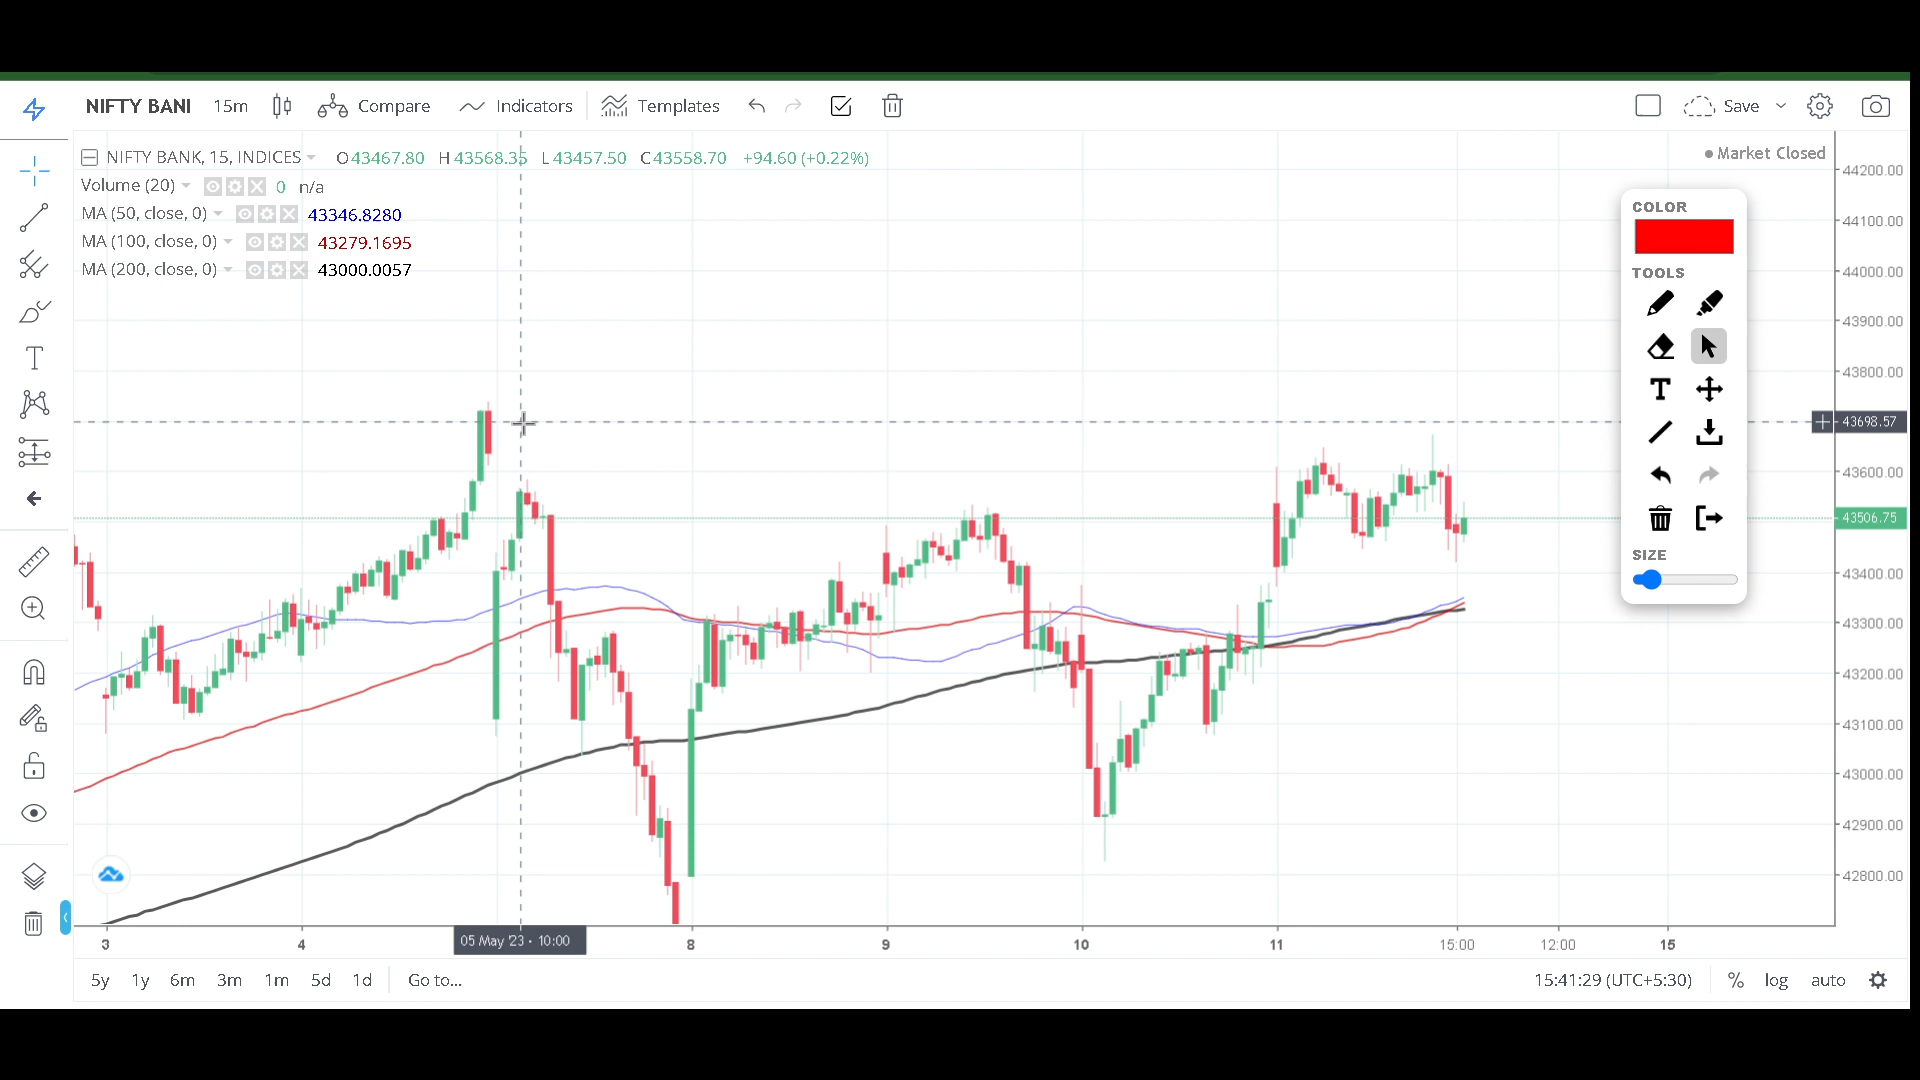 NIFTY BANI 15m Compare Indicators Templates Save
NIFTY BANK, 15, INDICES O43467.80 H43568.35 L43457.50 C43558.70 +94.60 (+0.22%)
Market Closed
Volume (20) 0 n/a
MA (50, close, 0) 43346.8280
MA (100, close, 0) 43279.1695
MA (200, close, 0) 43000.0057
44200.00
44100.00
44000.00
43900.00
43800.00
43698.57
43600.00
43506.75
43400.00
43300.00
43200.00
43100.00
43000.00
42900.00
42800.00
COLOR
TOOLS
SIZE
3 4 05 May '23 - 10:00 8 9 10 11 15:00 12:00 15
5y 1y 6m 3m 1m 5d 1d Go to... 15:41:29 (UTC+5:30) % log auto